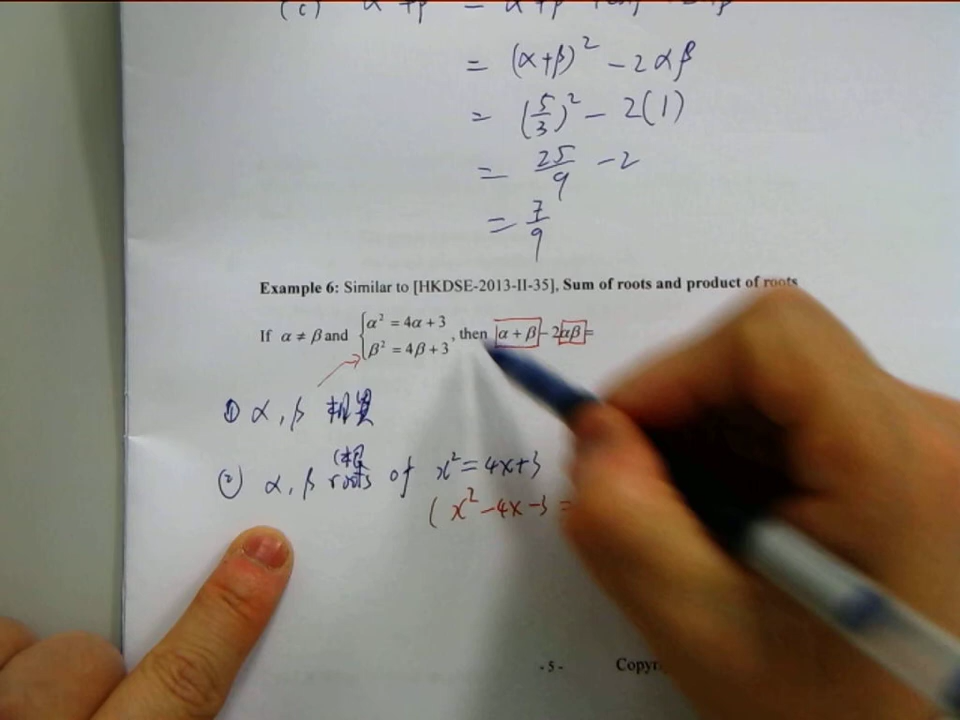 (c) α² + β² =
= (α+β)² − 2αβ
= (5/3)² − 2(1)
= 25/9 − 2
= 7/9
Example 6: Similar to [HKDSE-2013-II-35], Sum of roots and product of roots
If α ≠ β and { α² = 4α + 3
β² = 4β + 3 , then α + β − 2αβ =
① α, β 相異
(根
② α, β roots of x² = 4x+3
( x² − 4x − 3 =
- 5 -